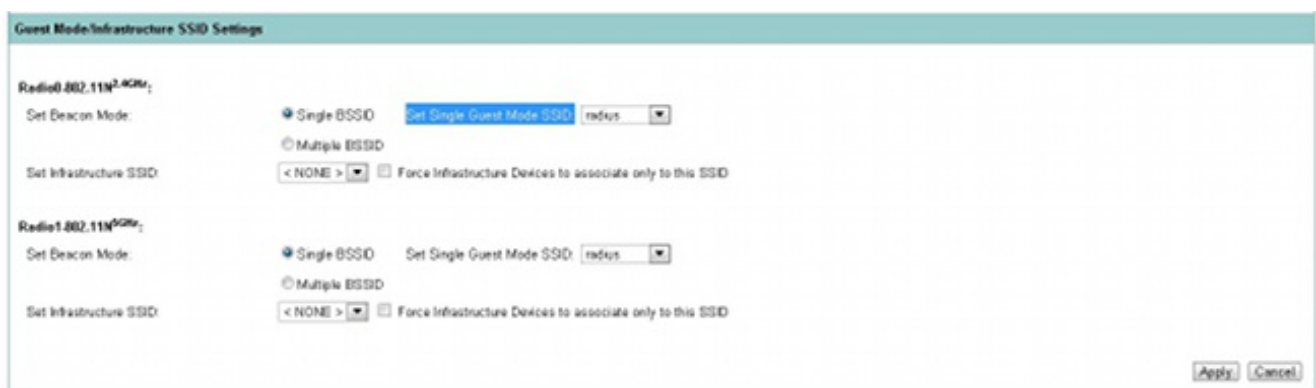 Guest Mode/Infrastructure SSID Settings
Radio0-802.11N2.4GHz:
Set Beacon Mode: Single BSSID Set Single Guest Mode SSID: radius
Multiple BSSID
Set Infrastructure SSID: < NONE > Force Infrastructure Devices to associate only to this SSID
Radio1-802.11N5GHz:
Set Beacon Mode: Single BSSID Set Single Guest Mode SSID: radius
Multiple BSSID
Set Infrastructure SSID: < NONE > Force Infrastructure Devices to associate only to this SSID
Apply Cancel